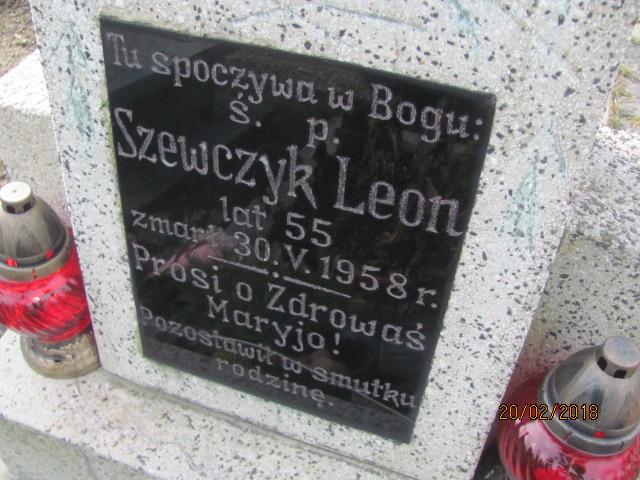 Tu spoczywa w Bogu:
ś. p.
Szewczyk Leon
lat 55
zmarł 30.V.1958 r.
Prosi o Zdrowaś
Maryjo!
Pozostawił w smutku
rodzinę.
20/02/2018